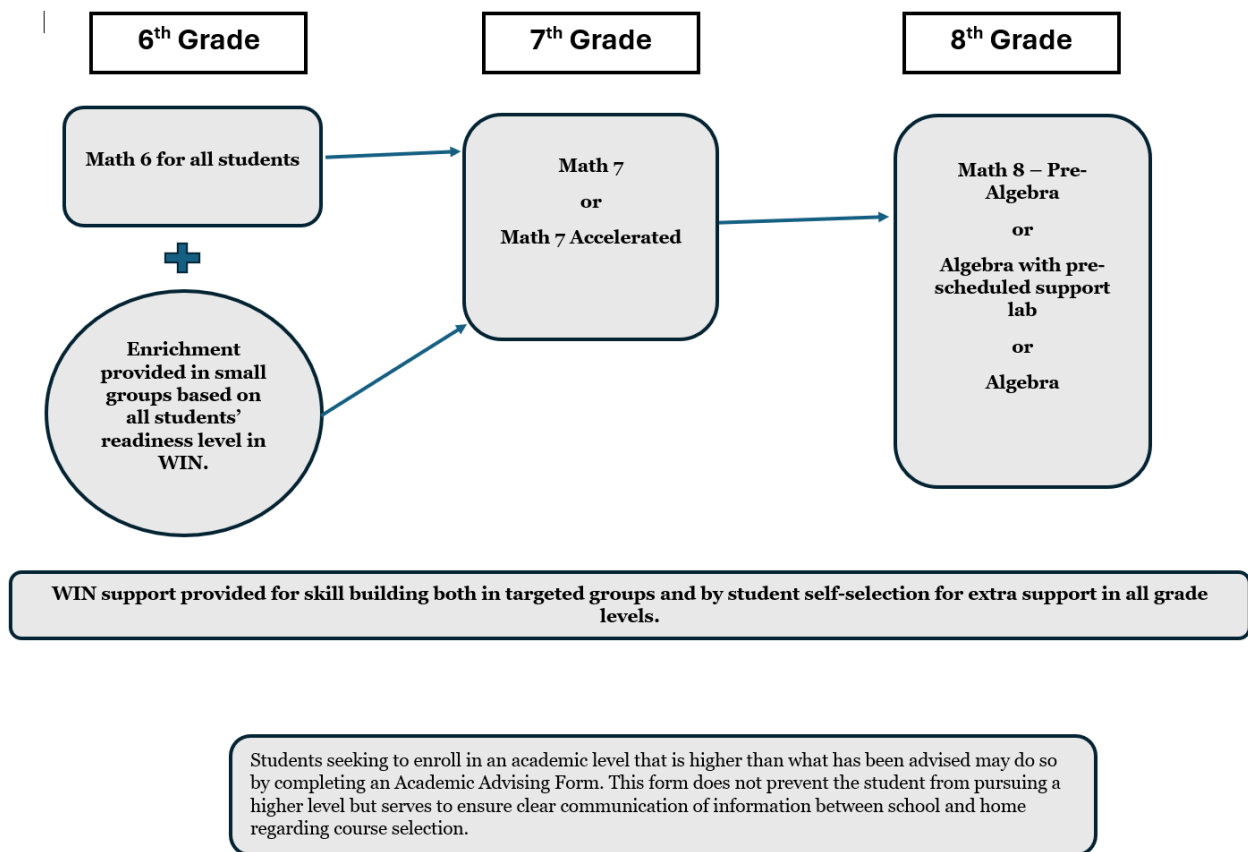 6th Grade
7th Grade
8th Grade
Math 6 for all students
Enrichment
provided in small
groups based on
all students’
readiness level in
WIN.
Math 7
or
Math 7 Accelerated
Math 8 – Pre-
Algebra
or
Algebra with pre-
scheduled support
lab
or
Algebra
WIN support provided for skill building both in targeted groups and by student self-selection for extra support in all grade
levels.
Students seeking to enroll in an academic level that is higher than what has been advised may do so
by completing an Academic Advising Form. This form does not prevent the student from pursuing a
higher level but serves to ensure clear communication of information between school and home
regarding course selection.